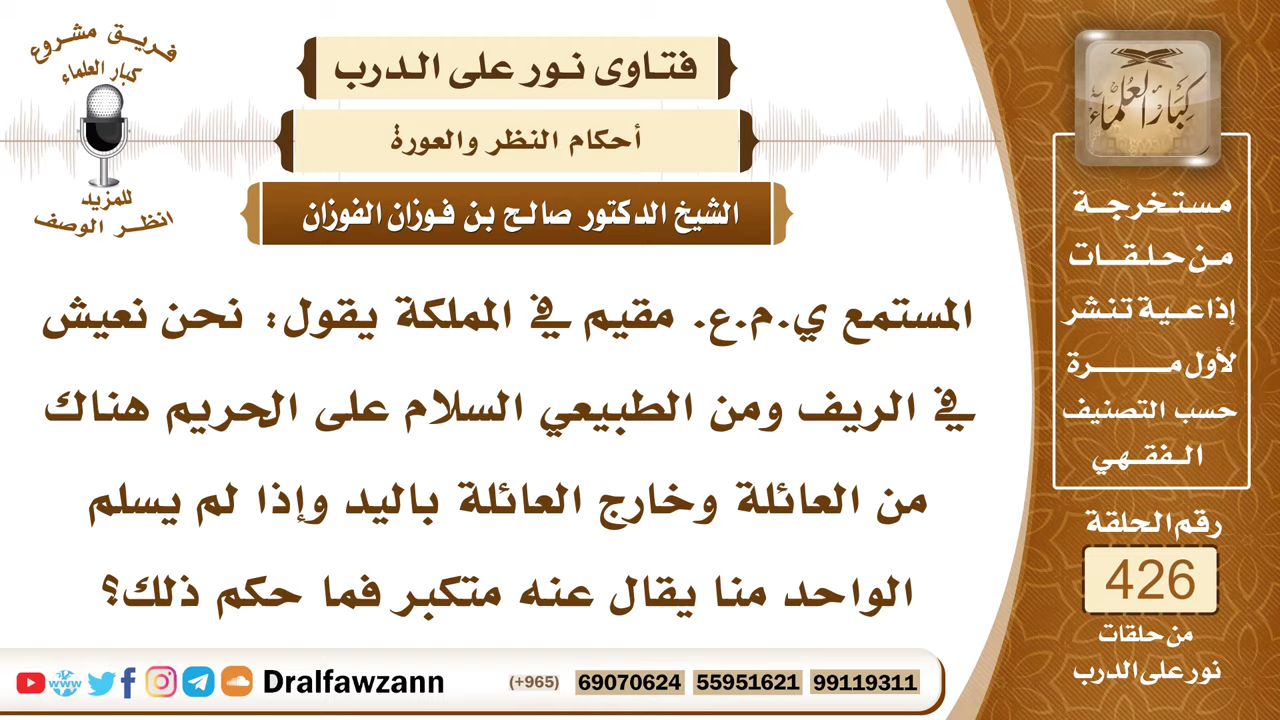 فريق مشروع
كبار العلماء
للمزيد
انظر الوصف
فتاوى نور على الدرب
أحكام النظر والعورة
الشيخ الدكتور صالح بن فوزان الفوزان
المستمع ي.م.ع. مقيم في المملكة يقول: نحن نعيش
في الريف ومن الطبيعي السلام على الحريم هناك
من العائلة وخارج العائلة باليد وإذا لم يسلم
الواحد منا يقال عنه متكبر فما حكم ذلك؟
كبار العلماء
مستخرجة
من حلقات
إذاعية تنشر
لأول مرة
حسب التصنيف
الفقهي
رقم الحلقة
426
من حلقات
نور على الدرب
www
Dralfawzann (+965) 69070624 55951621 99119311